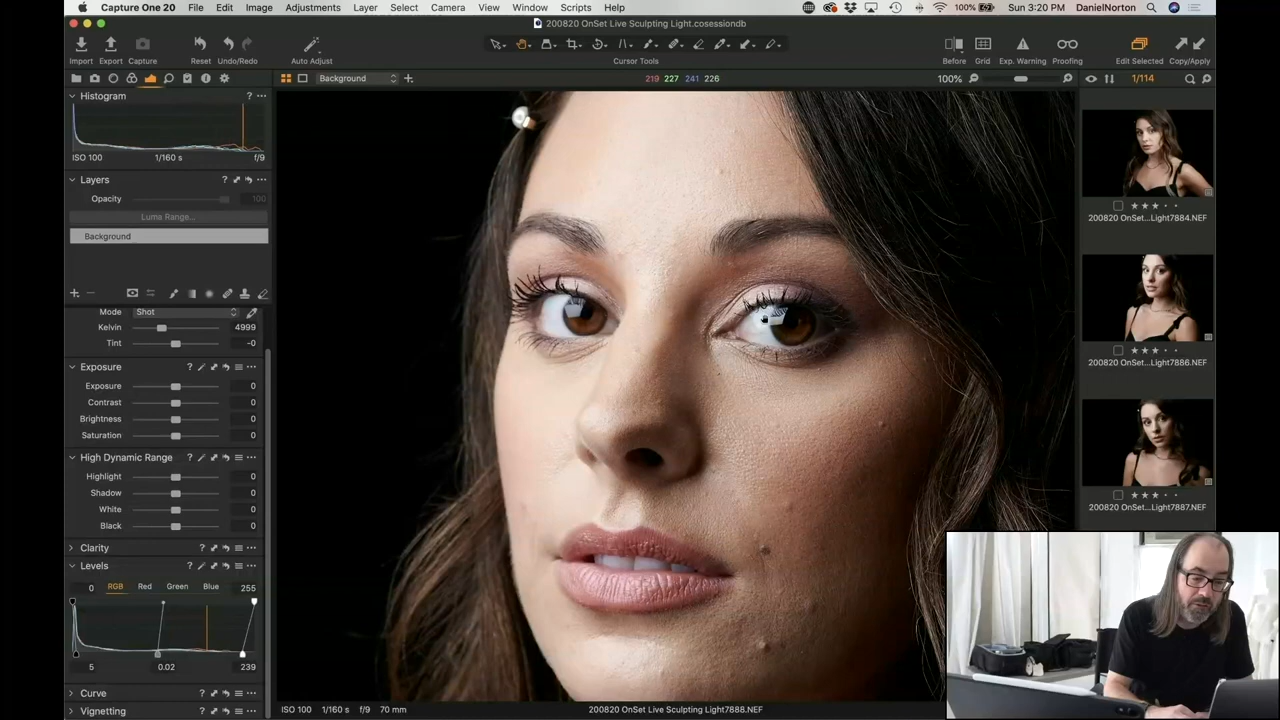 Capture One 20 File Edit Image Adjustments Layer Select Camera View Window Scripts Help 100% Sun 3:20 PM DanielNorton
200820 OnSet Live Sculpting Light.cosessiondb
Import Export Capture Reset Undo/Redo Auto Adjust Cursor Tools Before Grid Exp. Warning Proofing Edit Selected Copy/Apply
Background 219 227 241 226 100% 1/114
Histogram ? ...
ISO 100 1/160 s f/9
Layers ? ...
Opacity 100
Luma Range...
Background
Mode Shot
Kelvin 4999
Tint -0
Exposure ? ...
Exposure 0
Contrast 0
Brightness 0
Saturation 0
High Dynamic Range ? ...
Highlight 0
Shadow 0
White 0
Black 0
Clarity ? ...
Levels ? ...
0 RGB Red Green Blue 255
5 0.02 239
Curve ? ...
Vignetting ? ...
ISO 100 1/160 s f/9 70 mm 200820 OnSet Live Sculpting Light7888.NEF
200820 OnSet...Light7884.NEF
200820 OnSet...Light7886.NEF
200820 OnSet...Light7887.NEF